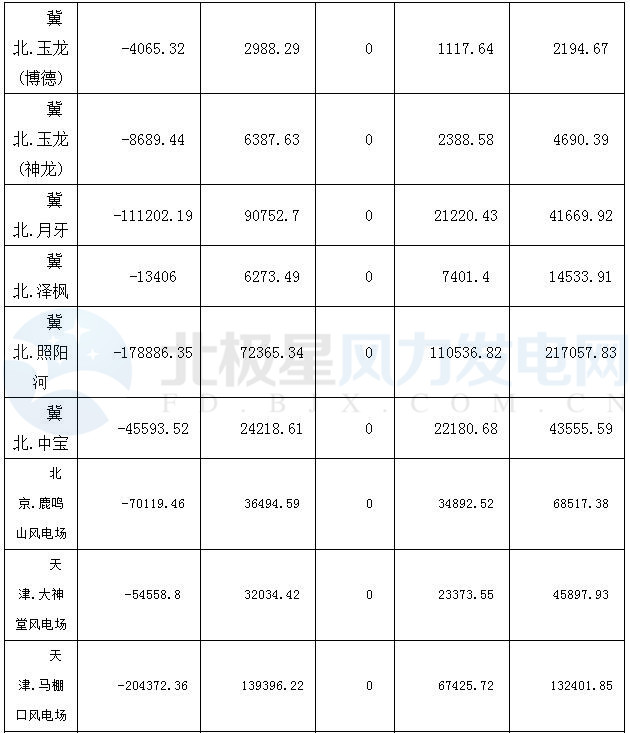 冀
北.玉龙
(博德)
-4065.32 2988.29 0 1117.64 2194.67
冀
北.玉龙
(神龙)
-8689.44 6387.63 0 2388.58 4690.39
冀
北.月牙
-111202.19 90752.7 0 21220.43 41669.92
冀
北.泽枫
-13406 6273.49 0 7401.4 14533.91
冀
北.照阳
河
-178886.35 72365.34 0 110536.82 217057.83
北极星风力发电网
FD.BJX.COM.CN
冀
北.中宝
-45593.52 24218.61 0 22180.68 43555.59
北
京.鹿鸣
山风电场
-70119.46 36494.59 0 34892.52 68517.38
天
津.大神
堂风电场
-54558.8 32034.42 0 23373.55 45897.93
天
津.马棚
口风电场
-204372.36 139396.22 0 67425.72 132401.85